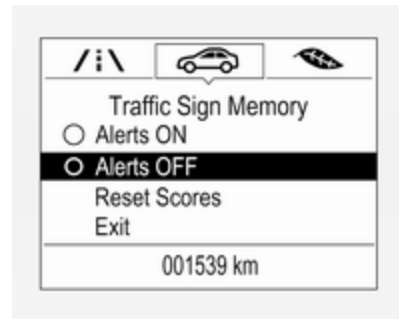 Traffic Sign Memory
Alerts ON
Alerts OFF
Reset Scores
Exit
001539 km